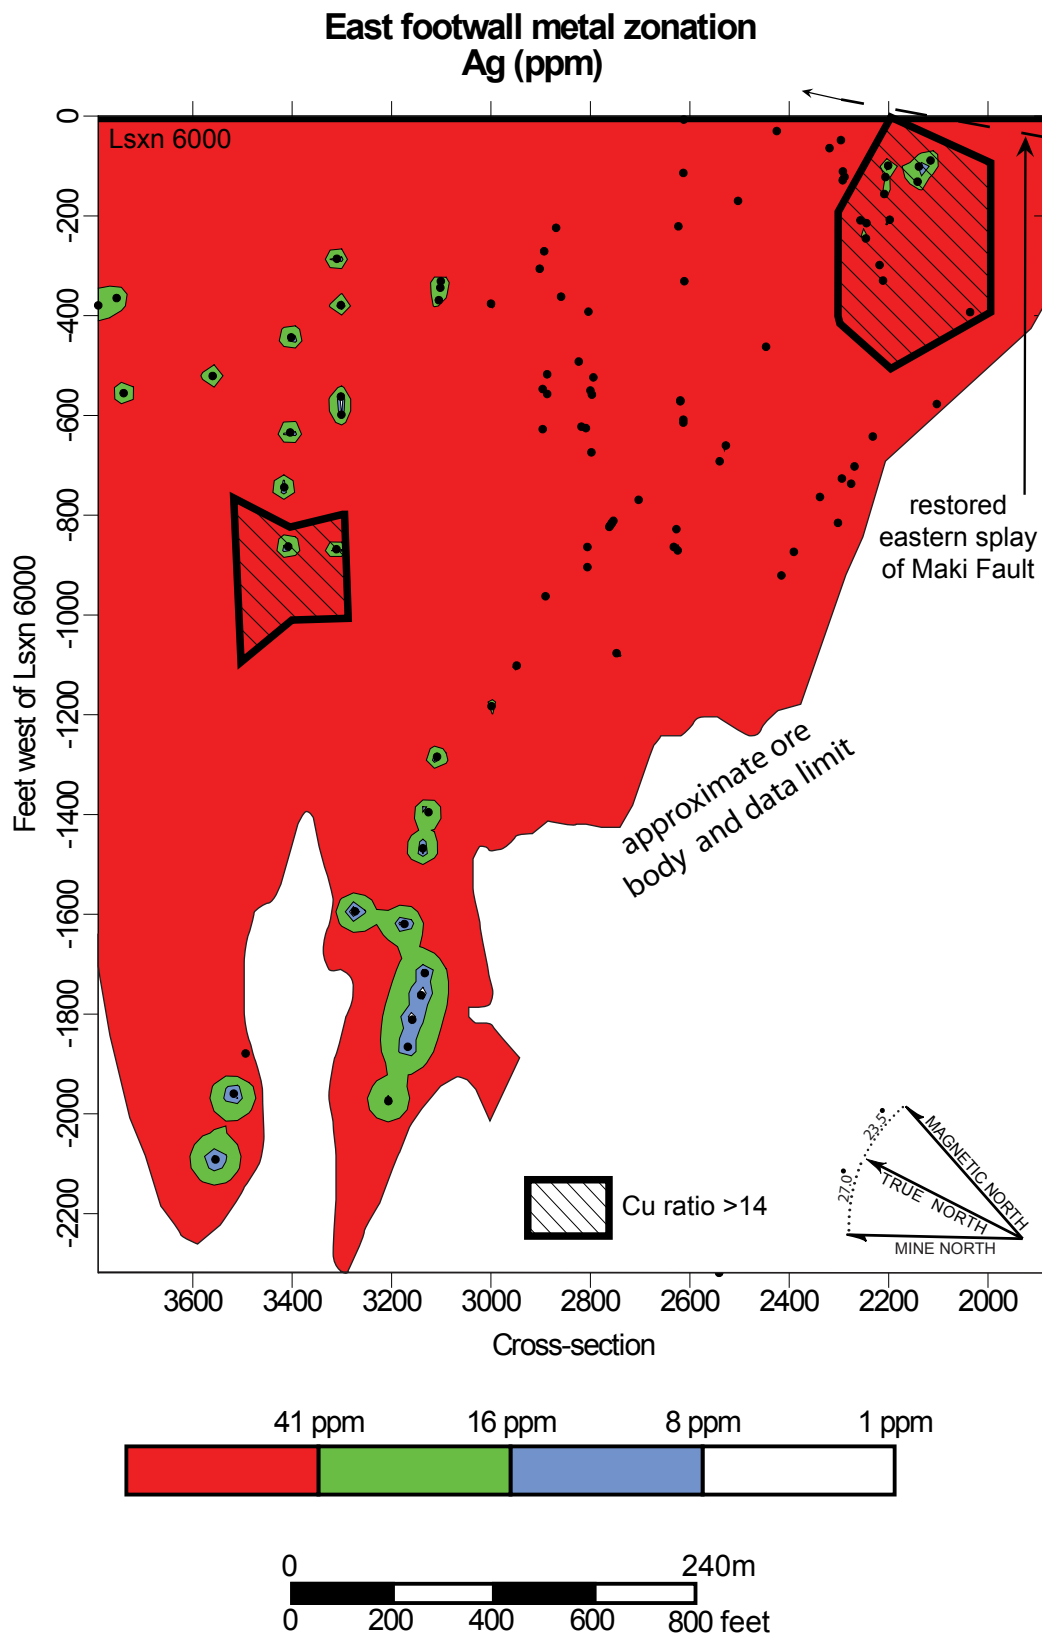 East footwall metal zonation
Ag (ppm)
Lsxn 6000
0
-200
-400
-600
-800
-1000
-1200
-1400
-1600
-1800
-2000
-2200
Feet west of Lsxn 6000
restored
eastern splay
of Maki Fault
approximate ore
body and data limit
23.5°
27.0°
MAGNETIC NORTH
TRUE NORTH
MINE NORTH
Cu ratio >14
3600 3400 3200 3000 2800 2600 2400 2200 2000
Cross-section
41 ppm 16 ppm 8 ppm 1 ppm
0 240m
0 200 400 600 800 feet